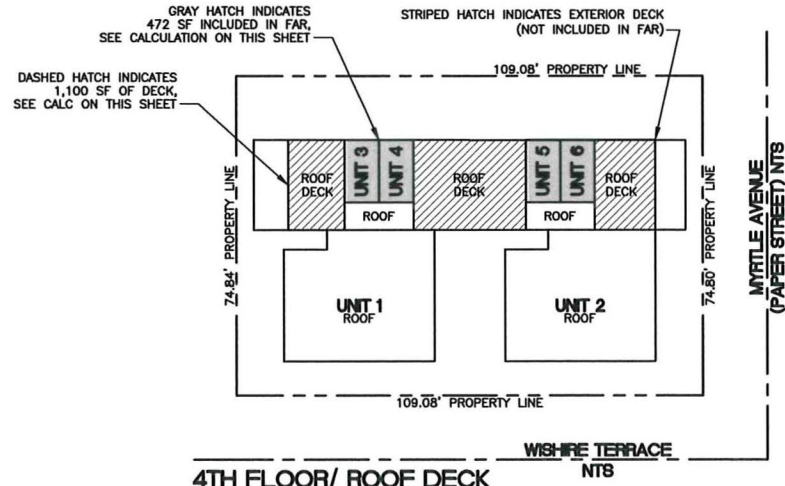 GRAY HATCH INDICATES
472 SF INCLUDED IN FAR,
SEE CALCULATION ON THIS SHEET
STRIPED HATCH INDICATES EXTERIOR DECK
(NOT INCLUDED IN FAR)
DASHED HATCH INDICATES
1,100 SF OF DECK,
SEE CALC ON THIS SHEET
109.08' PROPERTY LINE
74.84' PROPERTY LINE
ROOF
DECK
UNIT 3
UNIT 4
ROOF
ROOF
DECK
UNIT 5
UNIT 6
ROOF
ROOF
DECK
74.80' PROPERTY LINE
MYRTLE AVENUE
(PAPER STREET) NTS
UNIT 1
ROOF
UNIT 2
ROOF
109.08' PROPERTY LINE
WISHIRE TERRACE
NTS
4TH FLOOR/ ROOF DECK